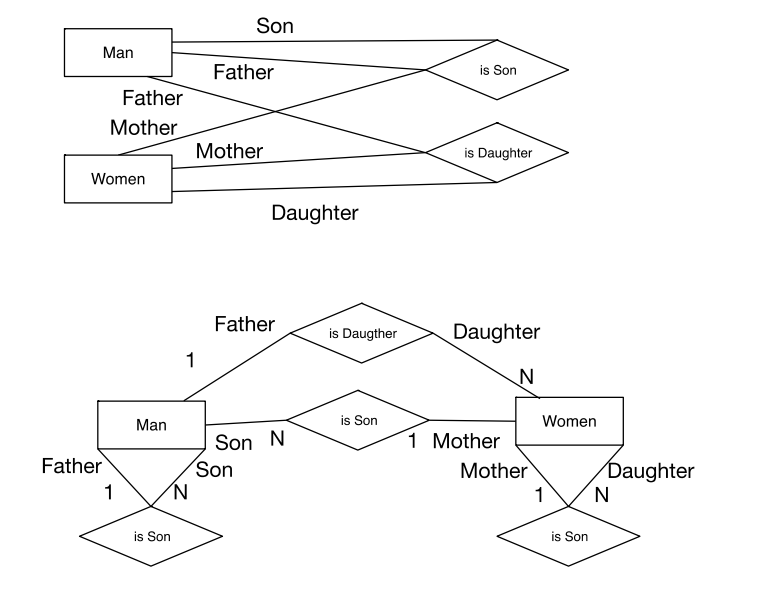 Son
Man
Father
is Son
Father
Mother
Mother
is Daughter
Women
Daughter
Father
is Daugther
Daughter
1
N
Man
is Son
Women
Son
N
1
Mother
Father
Son
Mother
Daughter
1
N
1
N
is Son
is Son